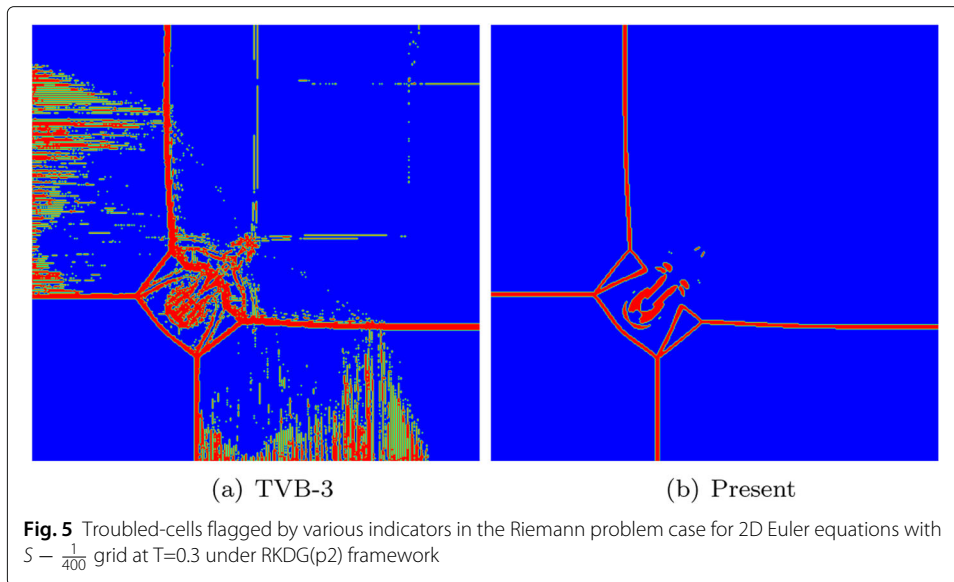 (a) TVB-3
(b) Present
Fig. 5 Troubled-cells flagged by various indicators in the Riemann problem case for 2D Euler equations with
S − 1/400 grid at T=0.3 under RKDG(p2) framework